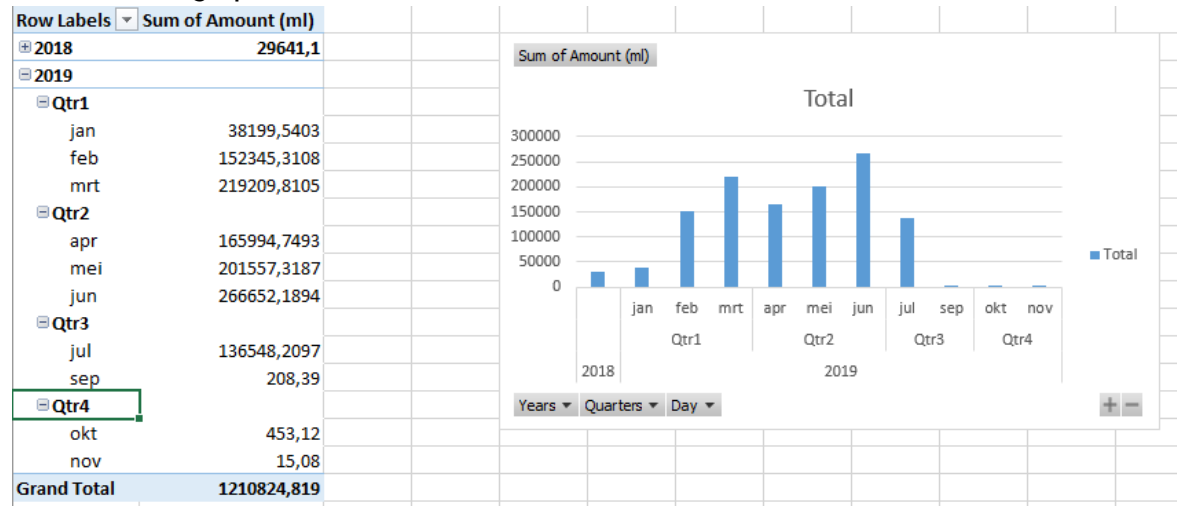 Row Labels Sum of Amount (ml)
2018 29641,1
2019
Qtr1
jan 38199,5403
feb 152345,3108
mrt 219209,8105
Qtr2
apr 165994,7493
mei 201557,3187
jun 266652,1894
Qtr3
jul 136548,2097
sep 208,39
Qtr4
okt 453,12
nov 15,08
Grand Total 1210824,819
Sum of Amount (ml)
Total
300000
250000
200000
150000
100000
50000
0
Total
jan feb mrt apr mei jun jul sep okt nov
Qtr1 Qtr2 Qtr3 Qtr4
2018 2019
Years Quarters Day